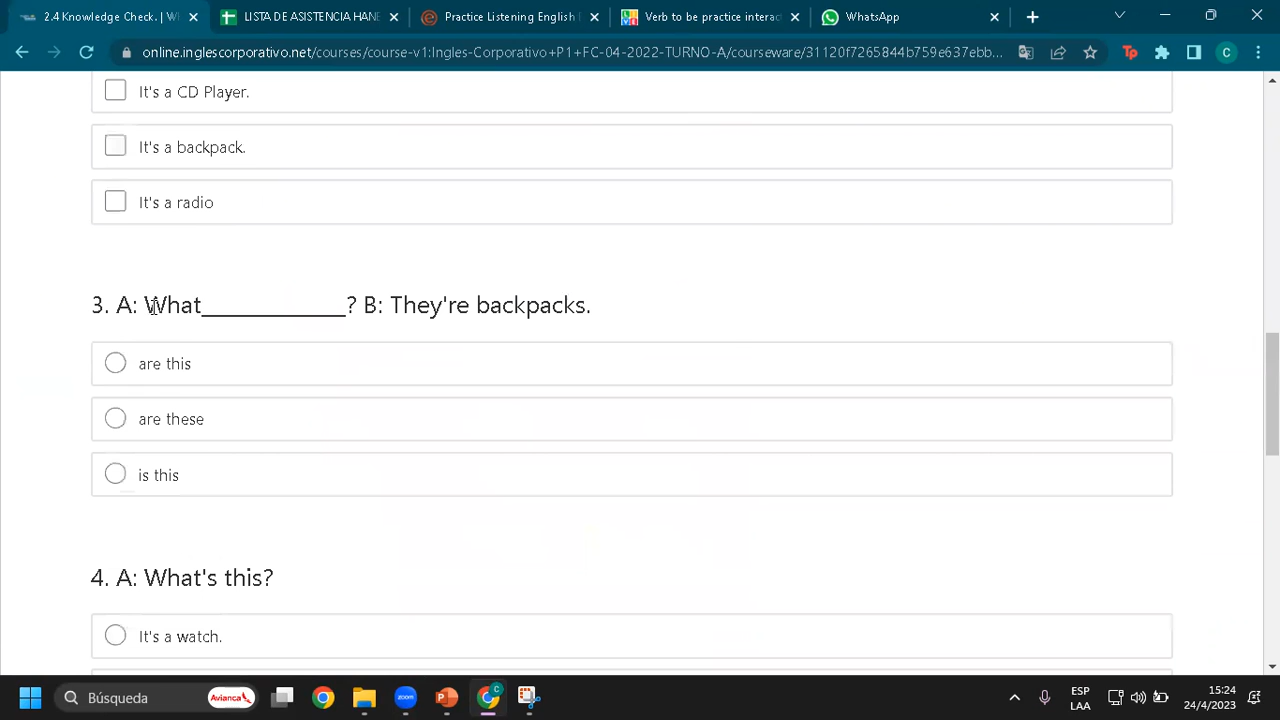 2.4 Knowledge Check. | W
LISTA DE ASISTENCIA HANE
Practice Listening English
Verb to be practice interac
WhatsApp
online.inglescorporativo.net/courses/course-v1:Ingles-Corporativo+P1+FC-04-2022-TURNO-A/courseware/31120f7265844b759e637ebb...
It's a CD Player.
It's a backpack.
It's a radio
3. A: What_____________? B: They're backpacks.
are this
are these
is this
4. A: What's this?
It's a watch.
Búsqueda
Avianca
zoom
ESP
LAA
15:24
24/4/2023